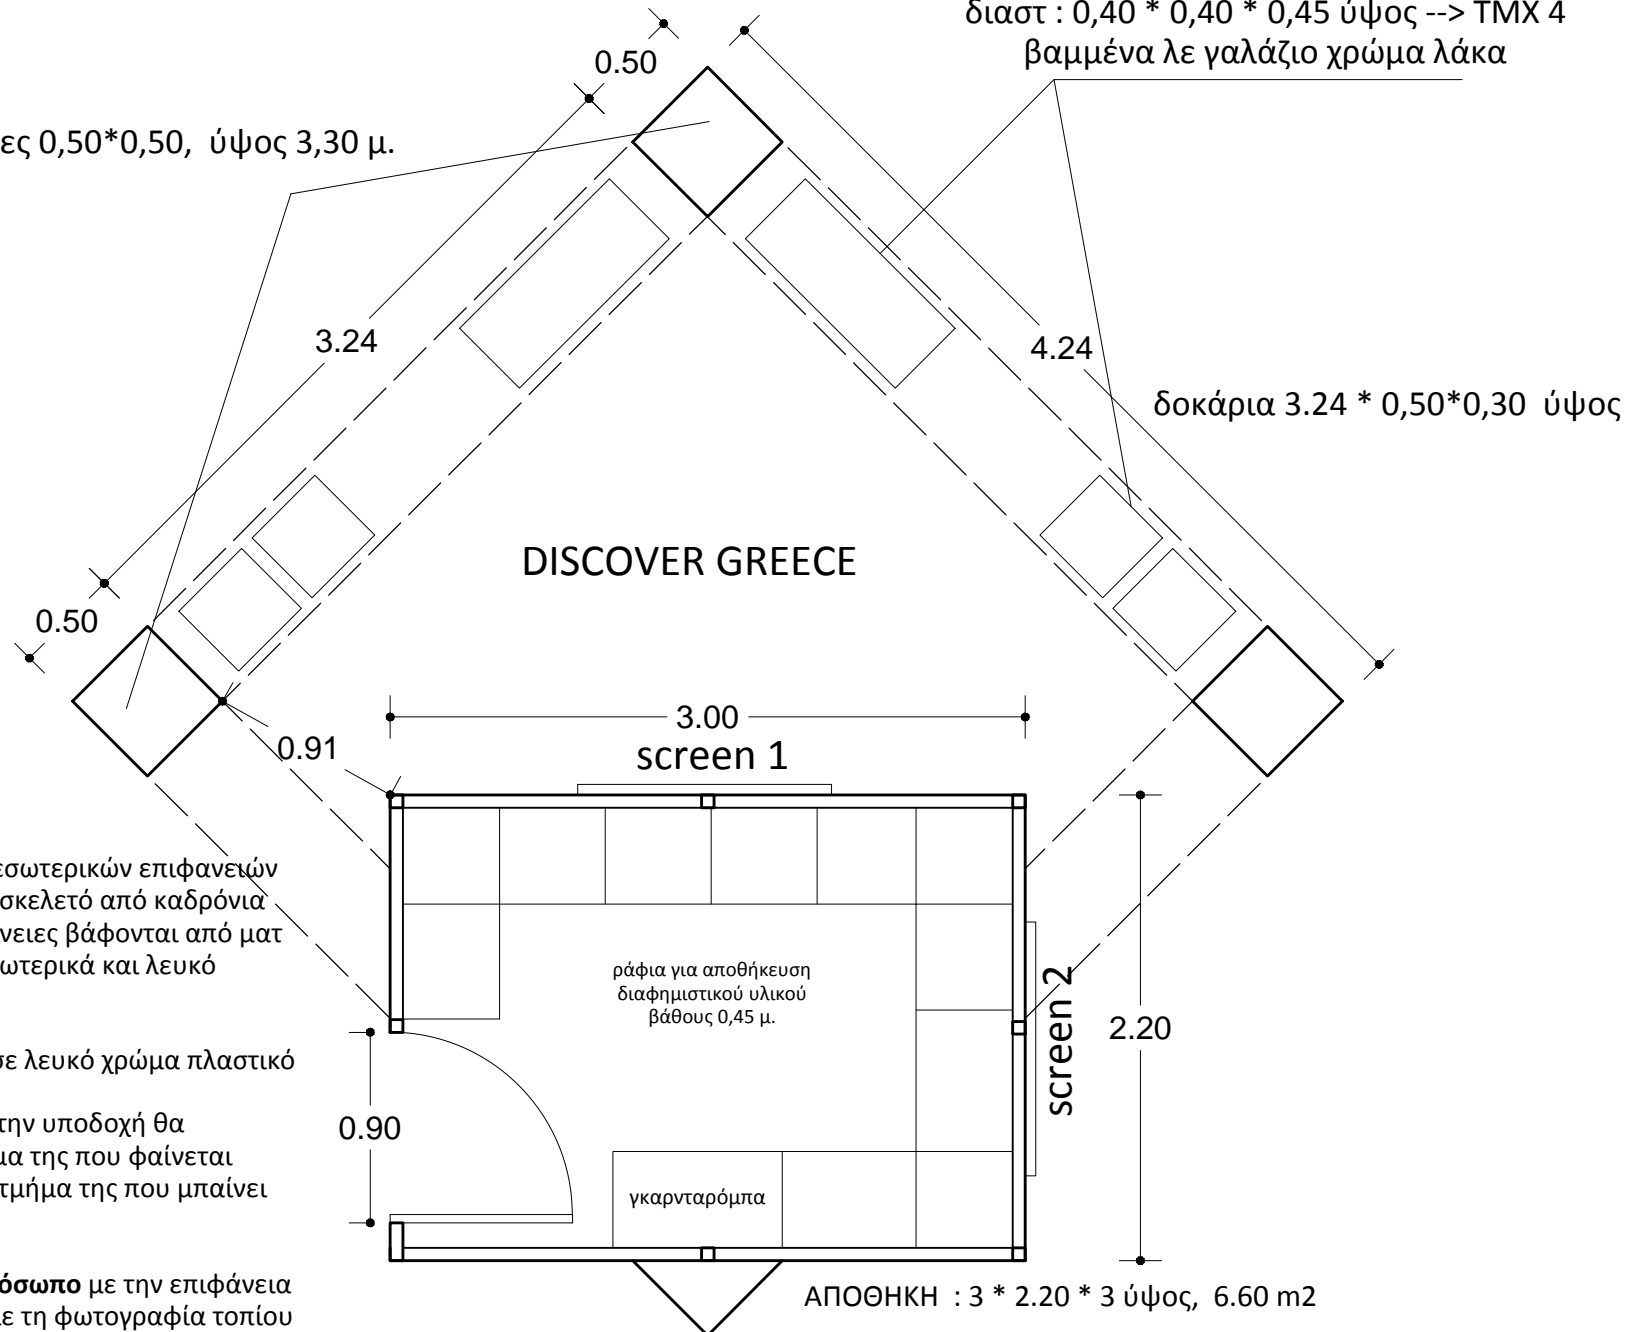 διαστ : 0,40 * 0,40 * 0,45 ύψος --> ΤΜΧ 4
βαμμένα λε γαλάζιο χρώμα λάκα
0.50
ες 0,50*0,50, ύψος 3,30 μ.
3.24
4.24
δοκάρια 3.24 * 0,50*0,30 ύψος
DISCOVER GREECE
0.50
3.00
0.91
screen 1
εσωτερικών επιφανειών
σκελετό από καδρόνια
νειες βάφονται από ματ
ωτερικά και λευκό
ράφια για αποθήκευση
διαφημιστικού υλικού
βάθους 0,45 μ.
screen 2
2.20
σε λευκό χρώμα πλαστικό
την υποδοχή θα
μα της που φαίνεται
τμήμα της που μπαίνει
0.90
γκαρνταρόμπα
όσωπο με την επιφάνεια
με τη φωτογραφία τοπίου
ΑΠΟΘΗΚΗ : 3 * 2.20 * 3 ύψος, 6.60 m2